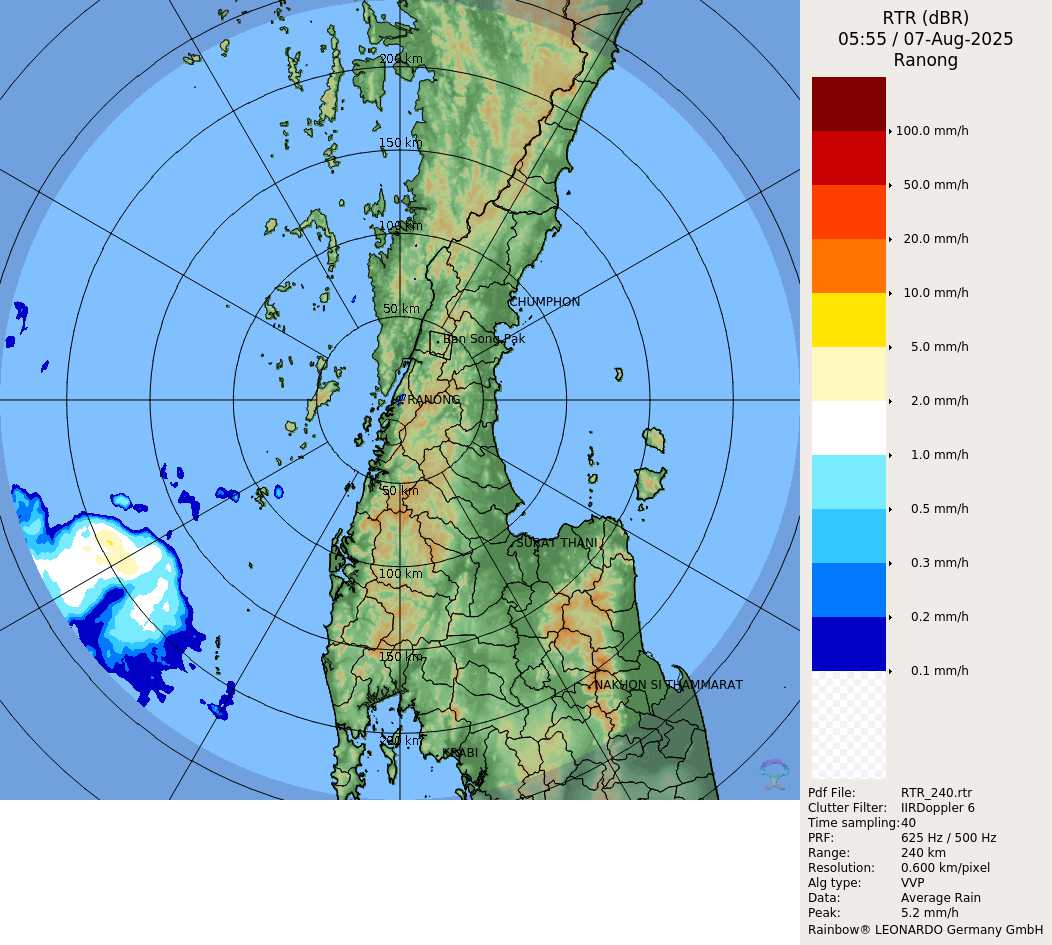 RTR (dBR)
05:55 / 07-Aug-2025
Ranong
200 km
150 km
100 km
50 km
CHUMPHON
Ban Song Pak
RANONG
50 km
SURAT THANI
100 km
150 km
NAKHON SI THAMMARAT
200 km
KRABI
100.0 mm/h
50.0 mm/h
20.0 mm/h
10.0 mm/h
5.0 mm/h
2.0 mm/h
1.0 mm/h
0.5 mm/h
0.3 mm/h
0.2 mm/h
0.1 mm/h
Pdf File: RTR_240.rtr
Clutter Filter: IIRDoppler 6
Time sampling: 40
PRF: 625 Hz / 500 Hz
Range: 240 km
Resolution: 0.600 km/pixel
Alg type: VVP
Data: Average Rain
Peak: 5.2 mm/h
Rainbow® LEONARDO Germany GmbH